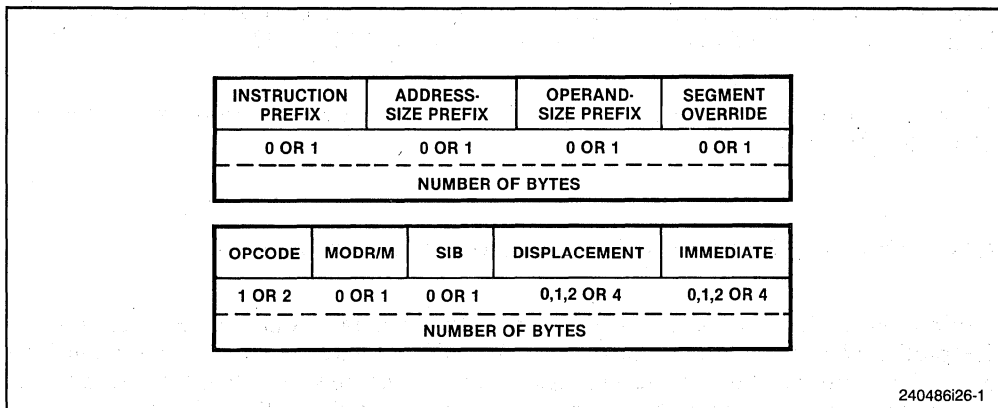 INSTRUCTION PREFIX ADDRESS- SIZE PREFIX OPERAND- SIZE PREFIX SEGMENT OVERRIDE
0 OR 1 0 OR 1 0 OR 1 0 OR 1
NUMBER OF BYTES
OPCODE MODR/M SIB DISPLACEMENT IMMEDIATE
1 OR 2 0 OR 1 0 OR 1 0,1,2 OR 4 0,1,2 OR 4
NUMBER OF BYTES
240486i26-1